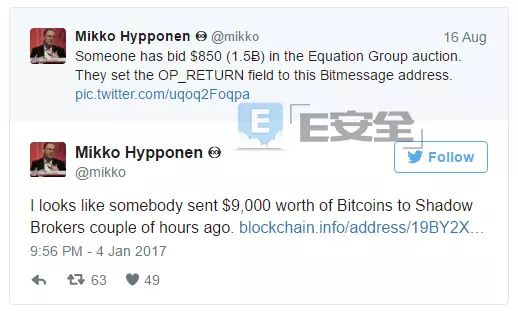 Mikko Hypponen @mikko 16 Aug
Someone has bid $850 (1.5B) in the Equation Group auction.
They set the OP_RETURN field to this Bitmessage address.
pic.twitter.com/uqoq2Foqpa
E安全
Mikko Hypponen
@mikko
Follow
I looks like somebody sent $9,000 worth of Bitcoins to Shadow
Brokers couple of hours ago. blockchain.info/address/19BY2X…
9:56 PM - 4 Jan 2017
63 49